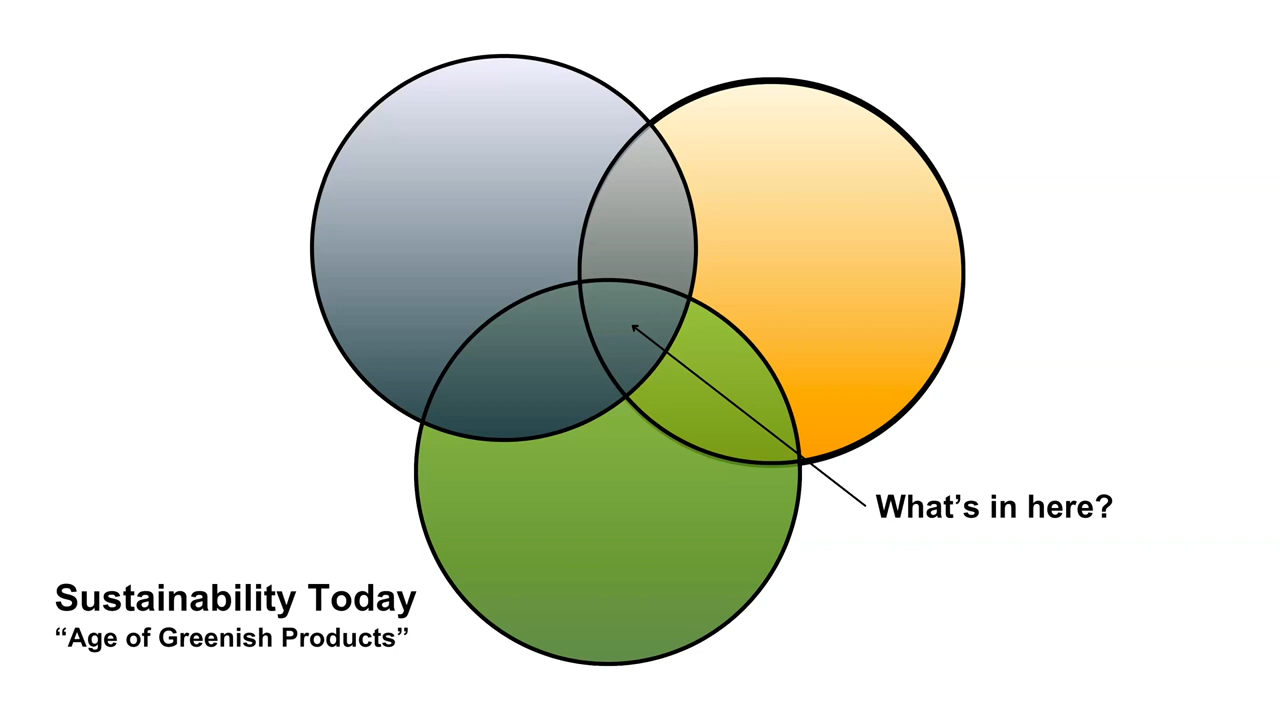 What’s in here?
Sustainability Today
“Age of Greenish Products”